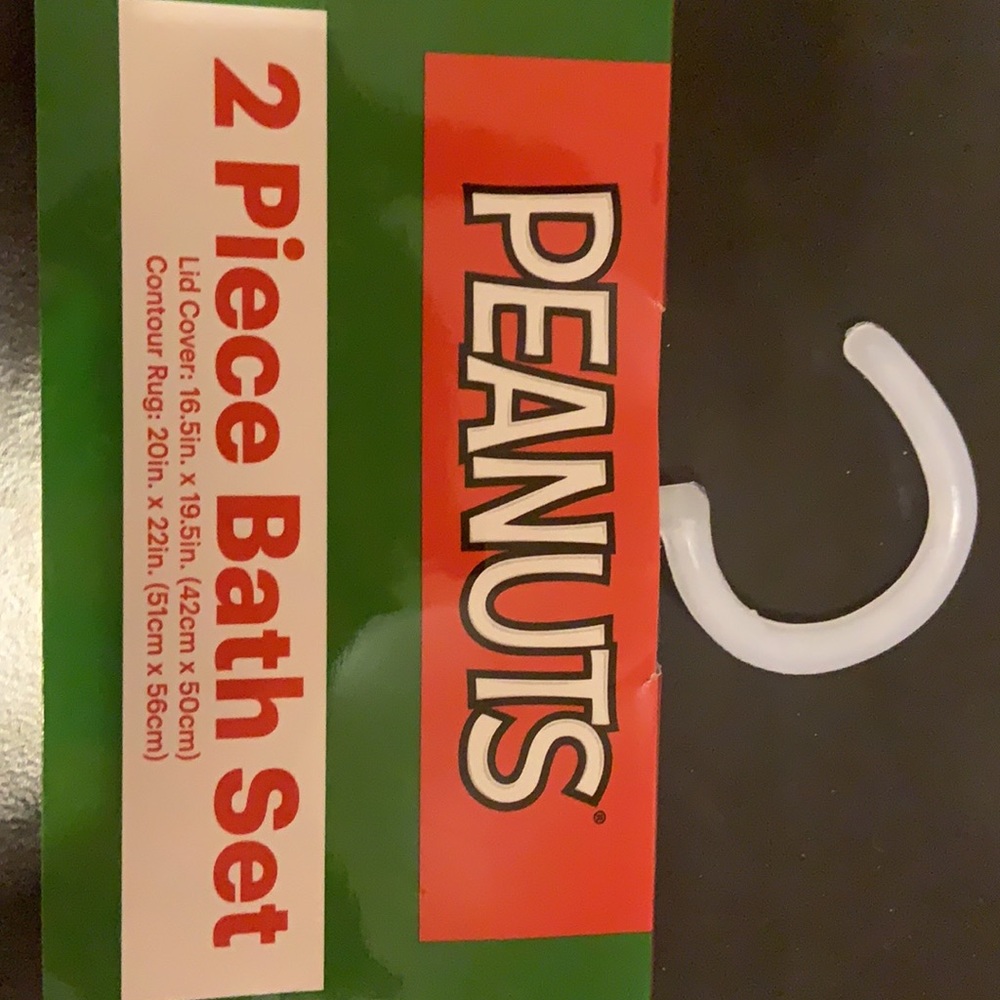 PEANUTS®
2 Piece Bath Set
Lid Cover: 16.5in. x 19.5in. (42cm x 50cm)
Contour Rug: 20in. x 22in. (51cm x 56cm)